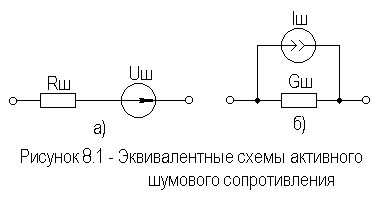 Iш
Rш
Uш
Gш
а)
б)
Рисунок 8.1 - Эквивалентные схемы активного
шумового сопротивления